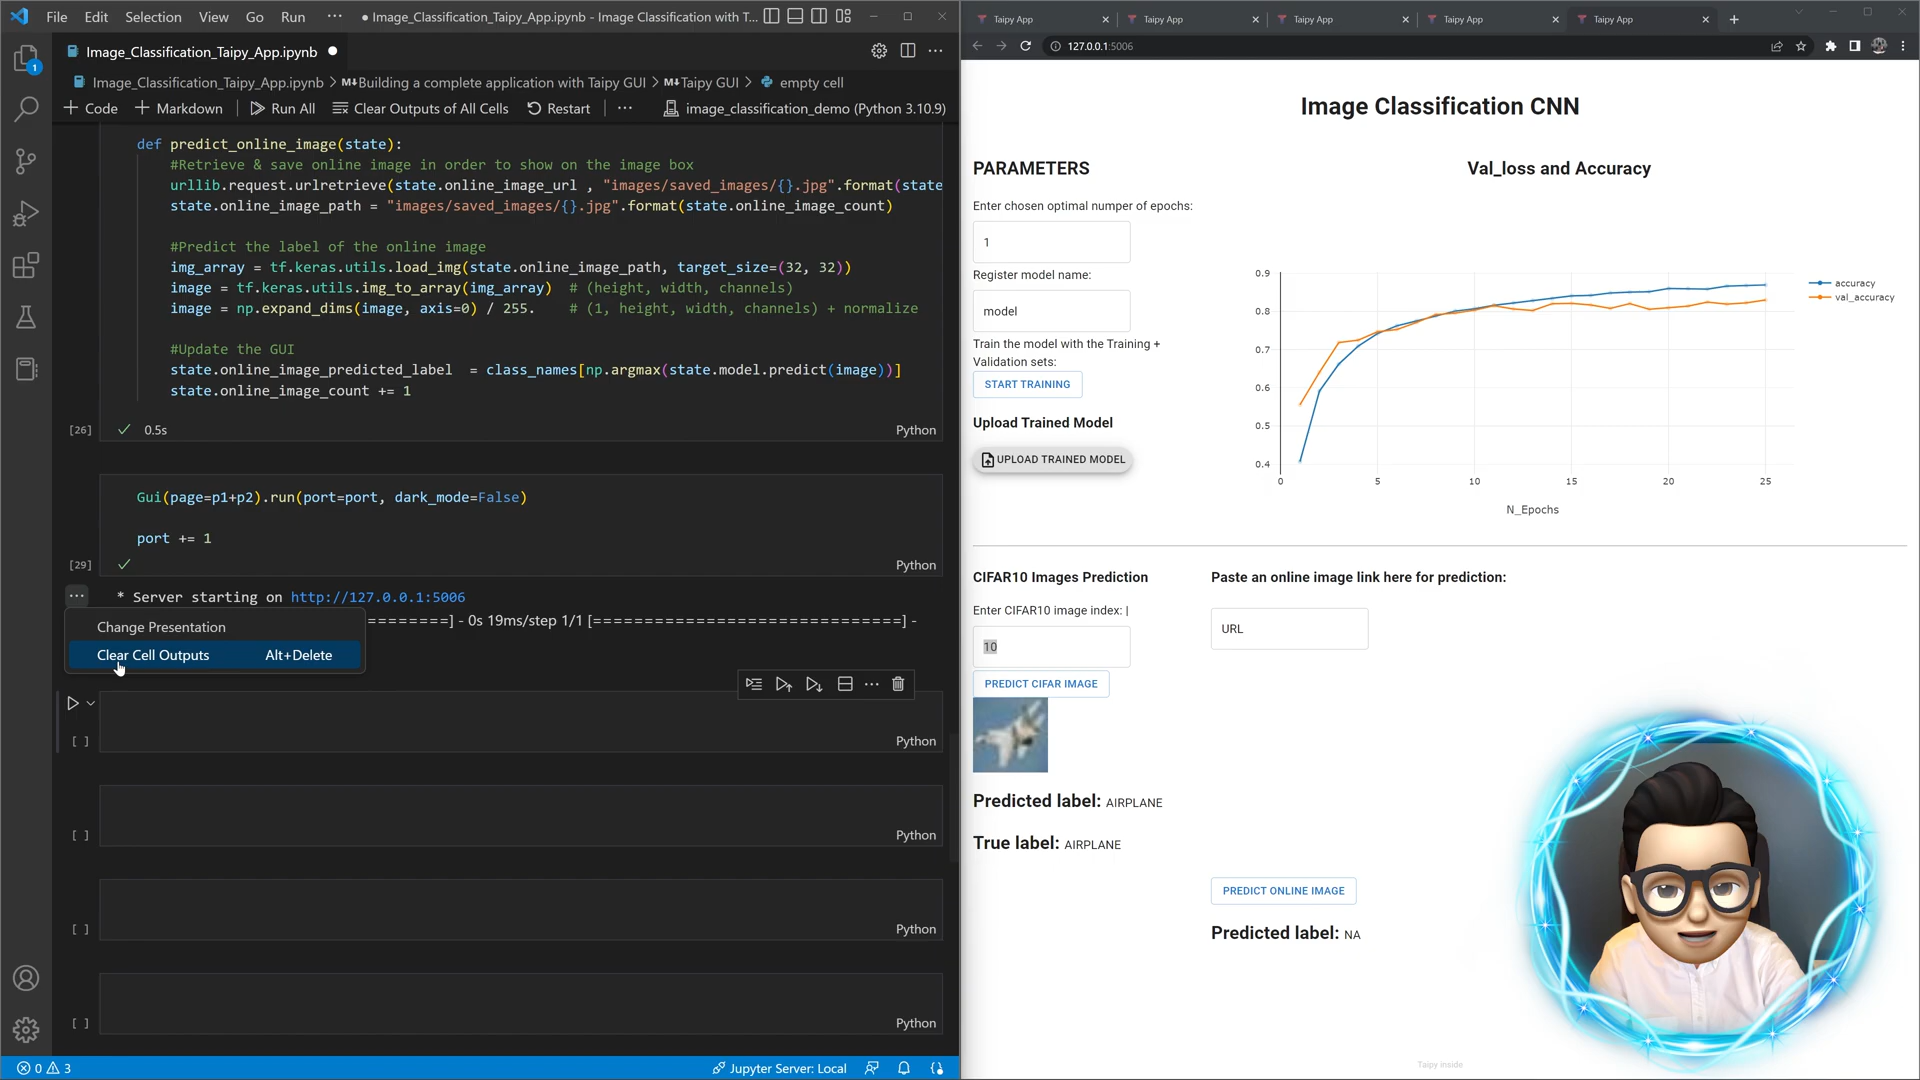 File Edit Selection View Go Run ··· ● Image_Classification_Taipy_App.ipynb - Image Classification with T...
Image_Classification_Taipy_App.ipynb ●
1
Image_Classification_Taipy_App.ipynb > M↓Building a complete application with Taipy GUI > M↓Taipy GUI > empty cell
+ Code + Markdown Run All Clear Outputs of All Cells Restart ··· image_classification_demo (Python 3.10.9)
def predict_online_image(state):
#Retrieve & save online image in order to show on the image box
urllib.request.urlretrieve(state.online_image_url , "images/saved_images/{}.jpg".format(state
state.online_image_path = "images/saved_images/{}.jpg".format(state.online_image_count)
#Predict the label of the online image
img_array = tf.keras.utils.load_img(state.online_image_path, target_size=(32, 32))
image = tf.keras.utils.img_to_array(img_array) # (height, width, channels)
image = np.expand_dims(image, axis=0) / 255. # (1, height, width, channels) + normalize
#Update the GUI
state.online_image_predicted_label = class_names[np.argmax(state.model.predict(image))]
state.online_image_count += 1
[26] ✓ 0.5s Python
Gui(page=p1+p2).run(port=port, dark_mode=False)
port += 1
[29] ✓ Python
··· * Server starting on http://127.0.0.1:5006
========] - 0s 19ms/step 1/1 [==============================] -
Change Presentation
Clear Cell Outputs Alt+Delete
[ ] Python
[ ] Python
[ ] Python
[ ] Python
0 3 Jupyter Server: Local
Taipy App Taipy App Taipy App Taipy App Taipy App
127.0.0.1:5006
Image Classification CNN
PARAMETERS
Enter chosen optimal numper of epochs:
1
Register model name:
model
Train the model with the Training +
Validation sets:
START TRAINING
Upload Trained Model
UPLOAD TRAINED MODEL
Val_loss and Accuracy
0.9
0.8
0.7
0.6
0.5
0.4
0 5 10 15 20 25
N_Epochs
accuracy
val_accuracy
CIFAR10 Images Prediction
Enter CIFAR10 image index: |
10
PREDICT CIFAR IMAGE
Predicted label: AIRPLANE
True label: AIRPLANE
Paste an online image link here for prediction:
URL
PREDICT ONLINE IMAGE
Predicted label: NA
Taipy inside